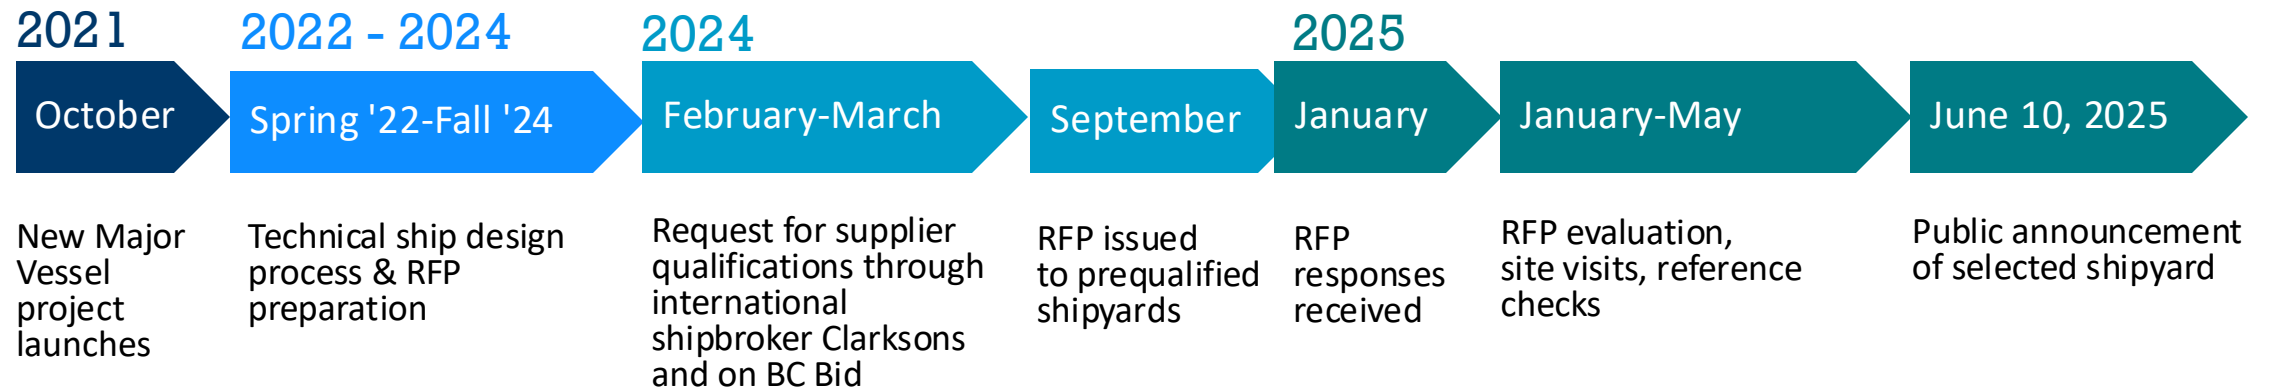 2021
October
New Major
Vessel
project
launches
2022 - 2024
Spring '22-Fall '24
Technical ship design
process & RFP
preparation
2024
February-March
Request for supplier
qualifications through
international
shipbroker Clarksons
and on BC Bid
September
RFP issued
to prequalified
shipyards
2025
January
RFP
responses
received
January-May
RFP evaluation,
site visits, reference
checks
June 10, 2025
Public announcement
of selected shipyard